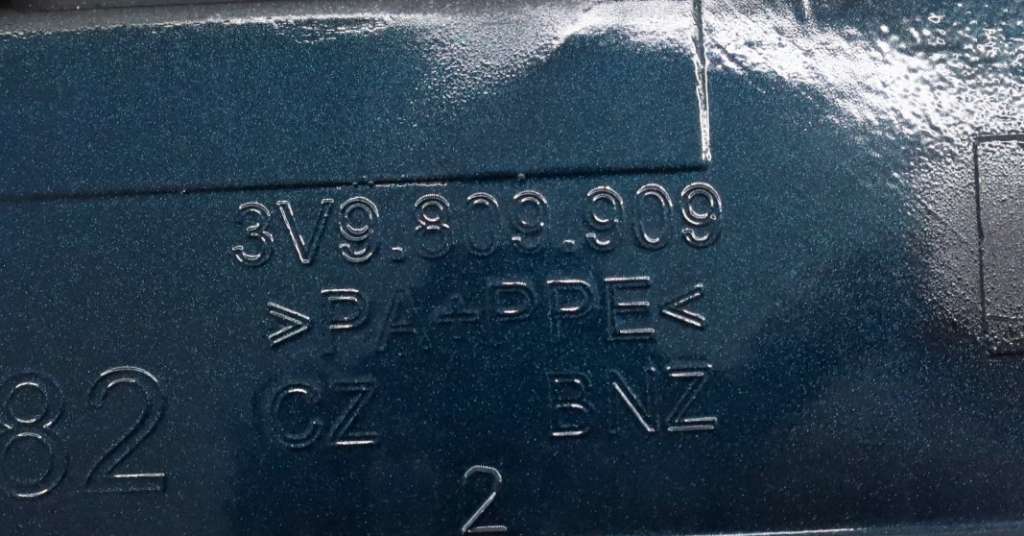 3V9.809.909
>PA+PPE<
82
CZ BNZ
2